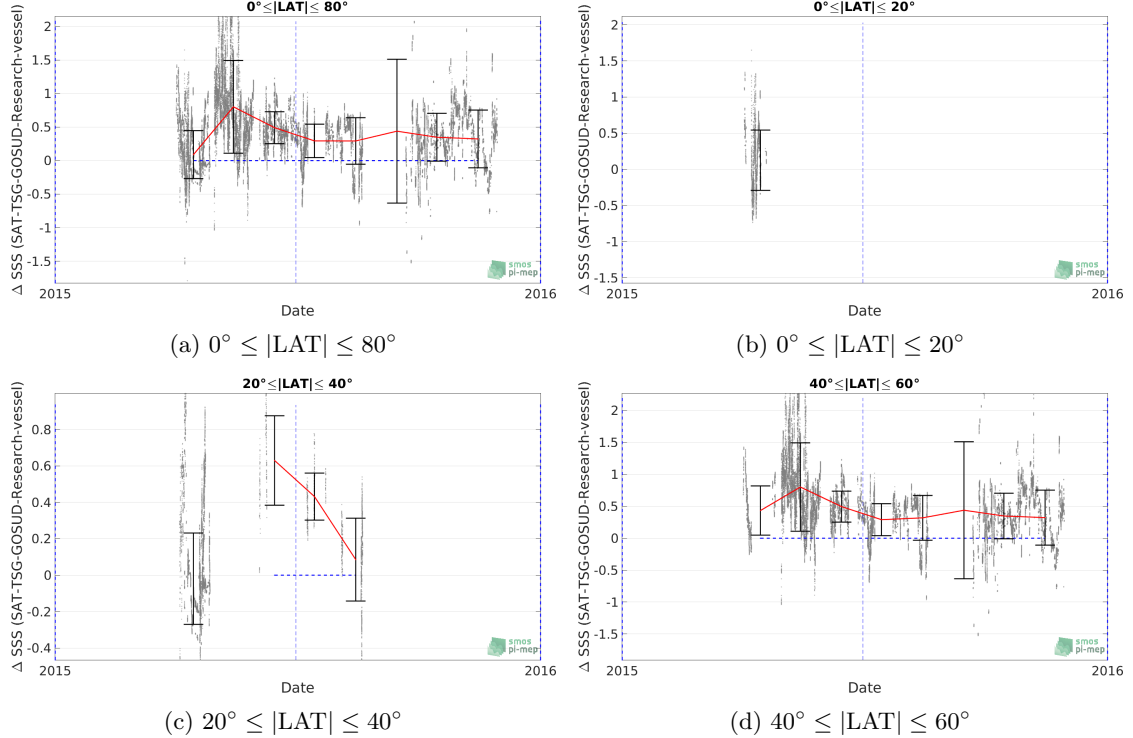 0°≤|LAT|≤ 80°
Δ SSS (SAT-TSG-GOSUD-Research-vessel)
2
1.5
1
0.5
0
-0.5
-1
-1.5
2015
2016
Date
smos
pi-mep
(a) 0° ≤ |LAT| ≤ 80°
0°≤|LAT|≤ 20°
Δ SSS (SAT-TSG-GOSUD-Research-vessel)
2
1.5
1
0.5
0
-0.5
-1
-1.5
2015
2016
Date
smos
pi-mep
(b) 0° ≤ |LAT| ≤ 20°
20°≤|LAT|≤ 40°
Δ SSS (SAT-TSG-GOSUD-Research-vessel)
0.8
0.6
0.4
0.2
0
-0.2
-0.4
2015
2016
Date
smos
pi-mep
(c) 20° ≤ |LAT| ≤ 40°
40°≤|LAT|≤ 60°
Δ SSS (SAT-TSG-GOSUD-Research-vessel)
2
1.5
1
0.5
0
-0.5
-1
-1.5
2015
2016
Date
smos
pi-mep
(d) 40° ≤ |LAT| ≤ 60°